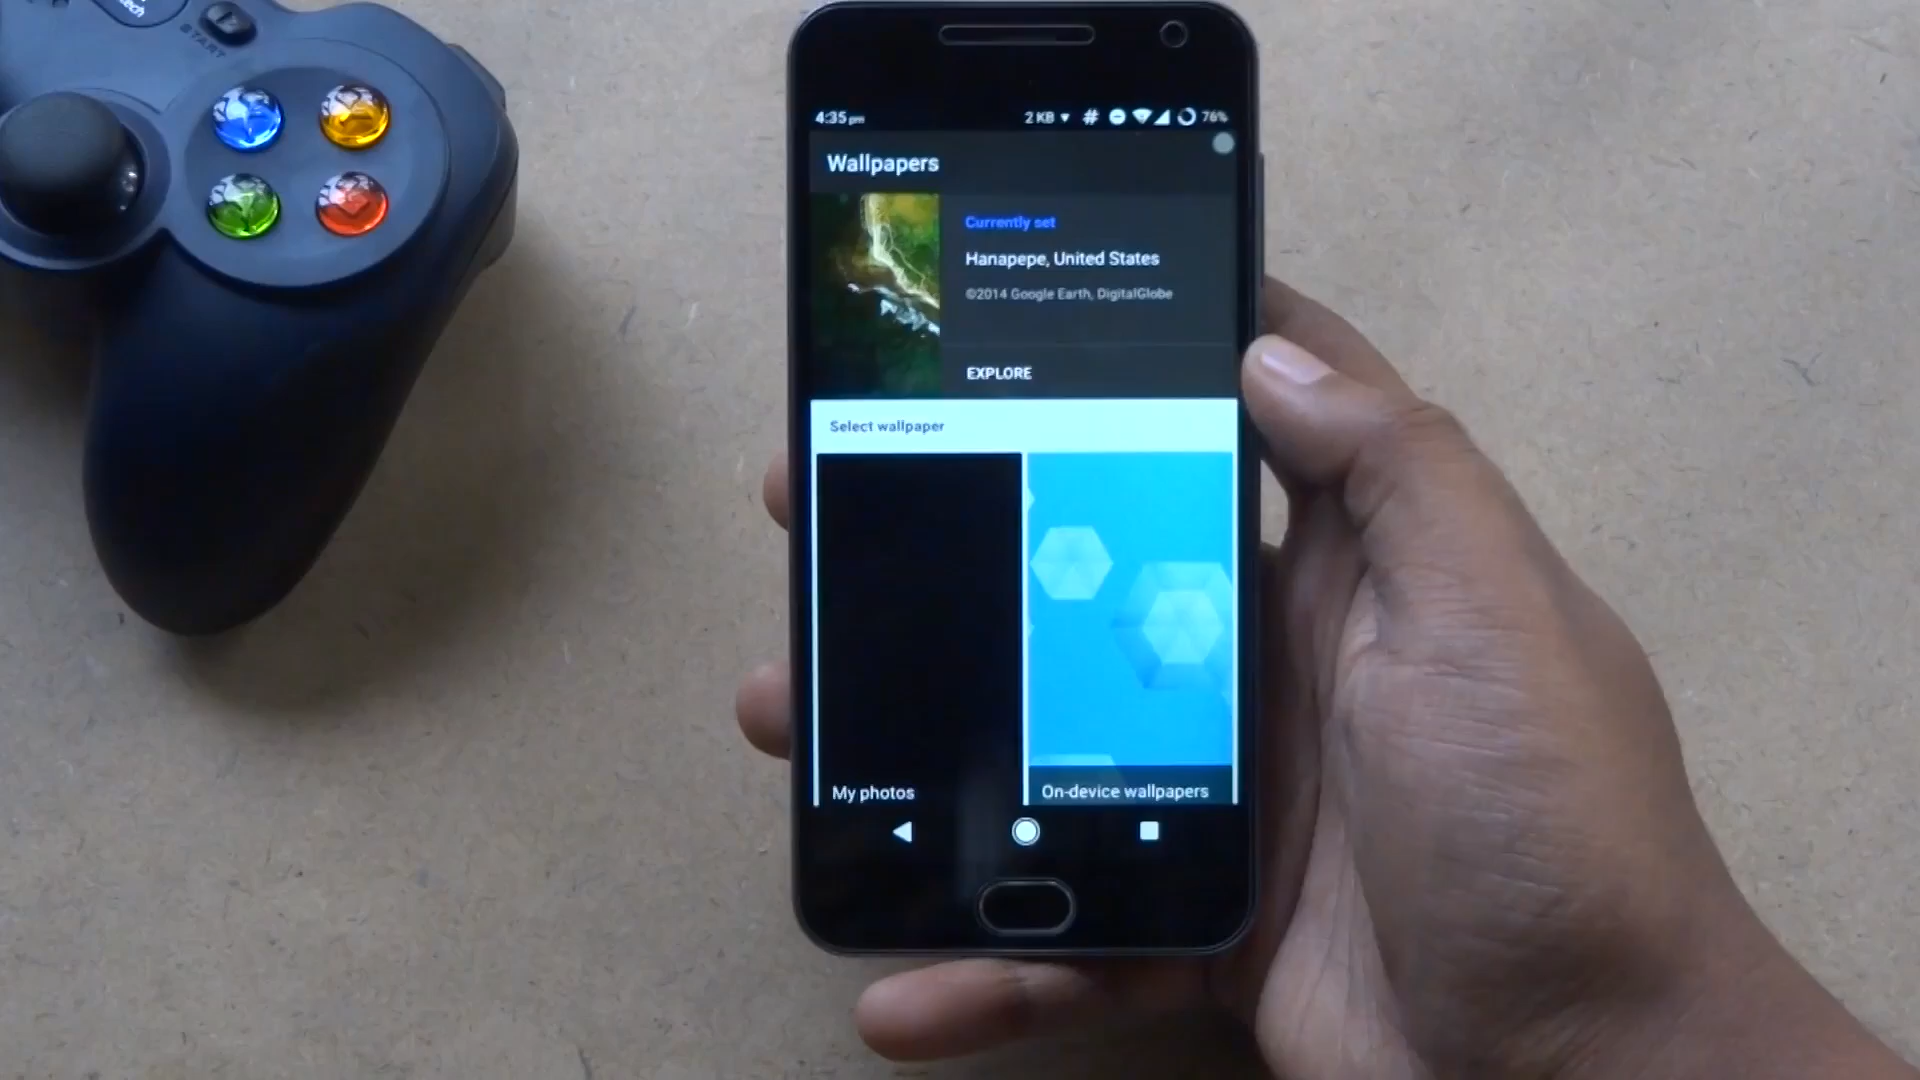 tech
START
4:35 pm 2 KB 76%
Wallpapers
Currently set
Hanapepe, United States
©2014 Google Earth, DigitalGlobe
EXPLORE
Select wallpaper
My photos
On-device wallpapers